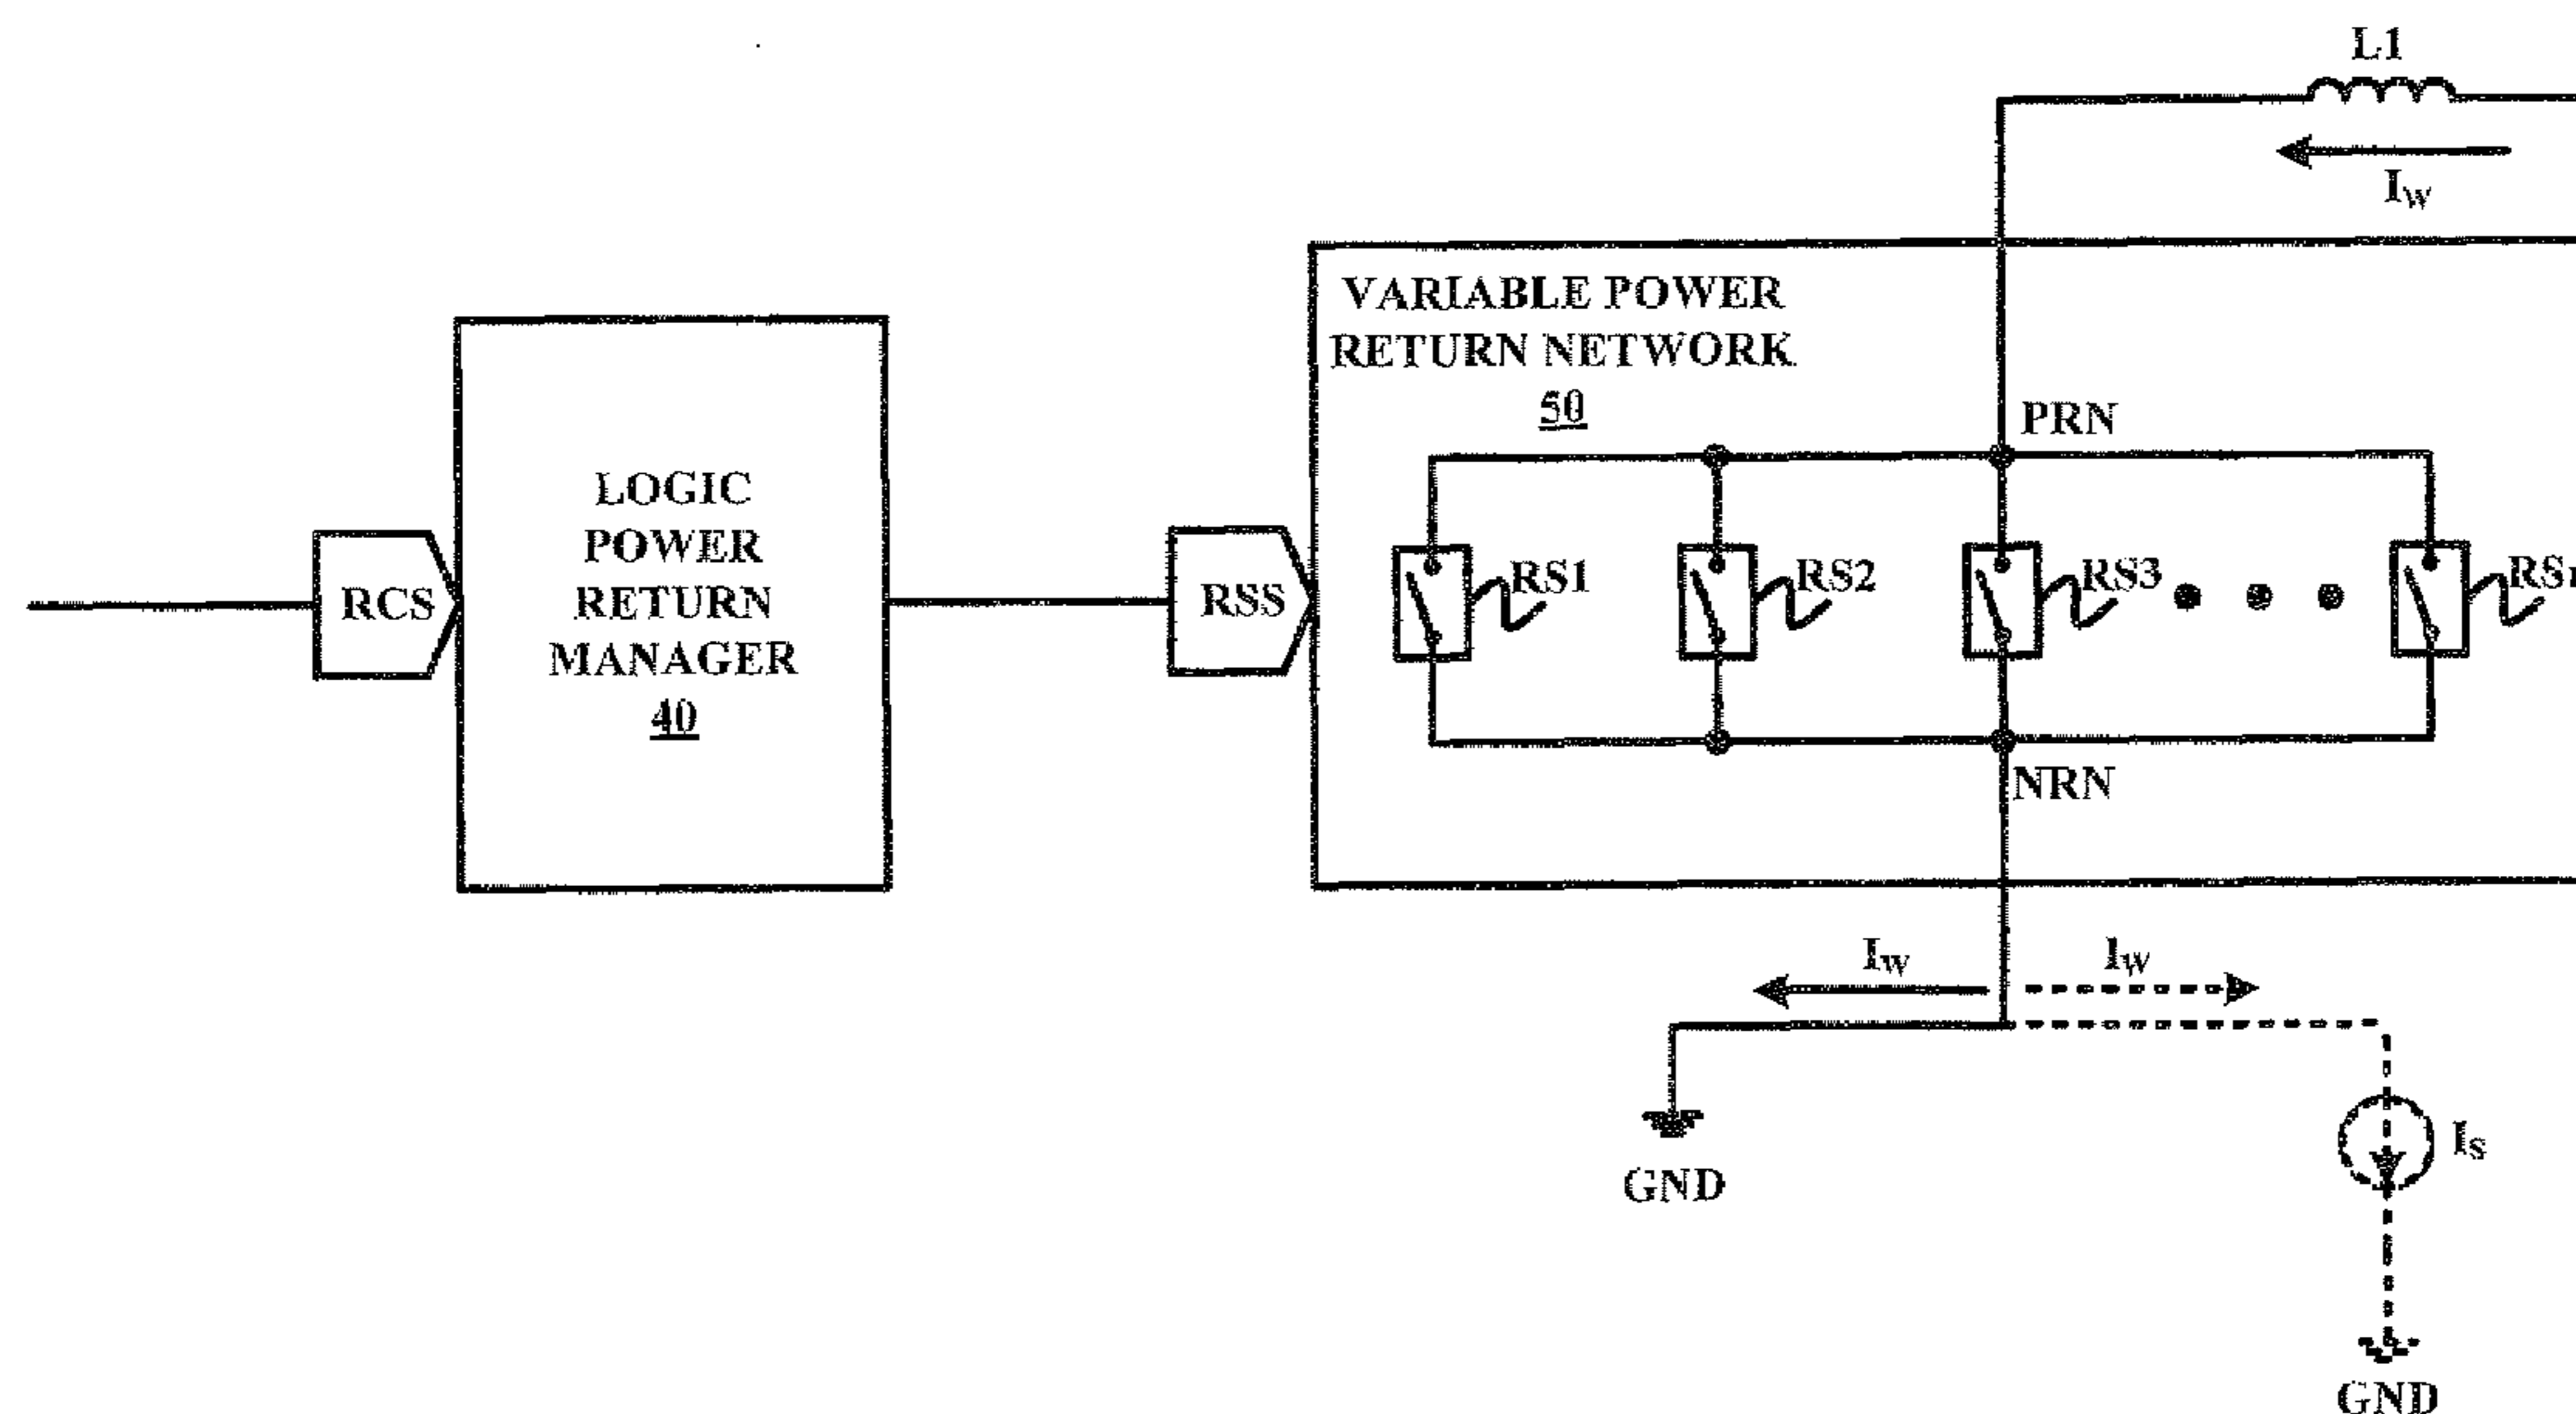 L1
IW
VARIABLE POWER
RETURN NETWORK
50
PRN
LOGIC
POWER
RETURN
MANAGER
40
RCS
RSS
RS1
RS2
RS3
NRN
IW
IW
GND
IS
GND